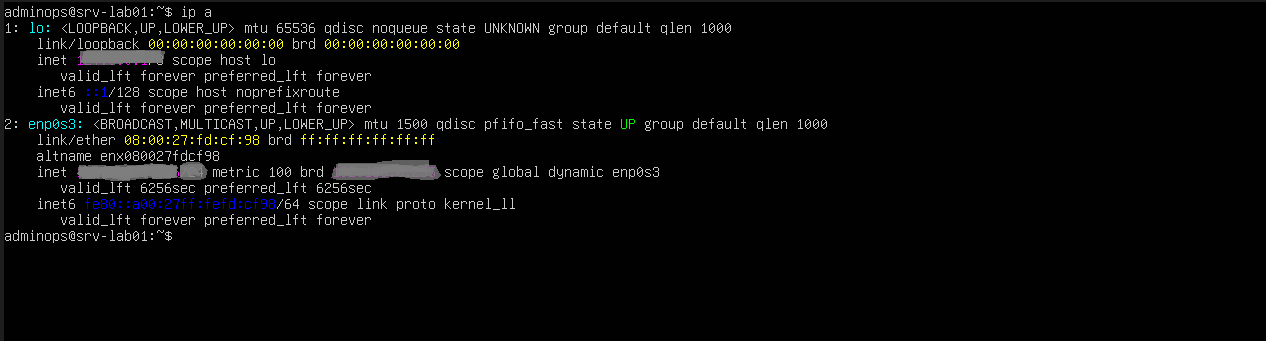 adminops@srv-lab01:~$ ip a
1: lo: <LOOPBACK,UP,LOWER_UP> mtu 65536 qdisc noqueue state UNKNOWN group default qlen 1000
link/loopback 00:00:00:00:00:00 brd 00:00:00:00:00:00
inet scope host lo
valid_lft forever preferred_lft forever
inet6 ::1/128 scope host noprefixroute
valid_lft forever preferred_lft forever
2: enp0s3: <BROADCAST,MULTICAST,UP,LOWER_UP> mtu 1500 qdisc pfifo_fast state UP group default qlen 1000
link/ether 08:00:27:fd:cf:98 brd ff:ff:ff:ff:ff:ff
altname enx080027fdcf98
inet metric 100 brd scope global dynamic enp0s3
valid_lft 6256sec preferred_lft 6256sec
inet6 fe80::a00:27ff:fefd:cf98/64 scope link proto kernel_ll
valid_lft forever preferred_lft forever
adminops@srv-lab01:~$